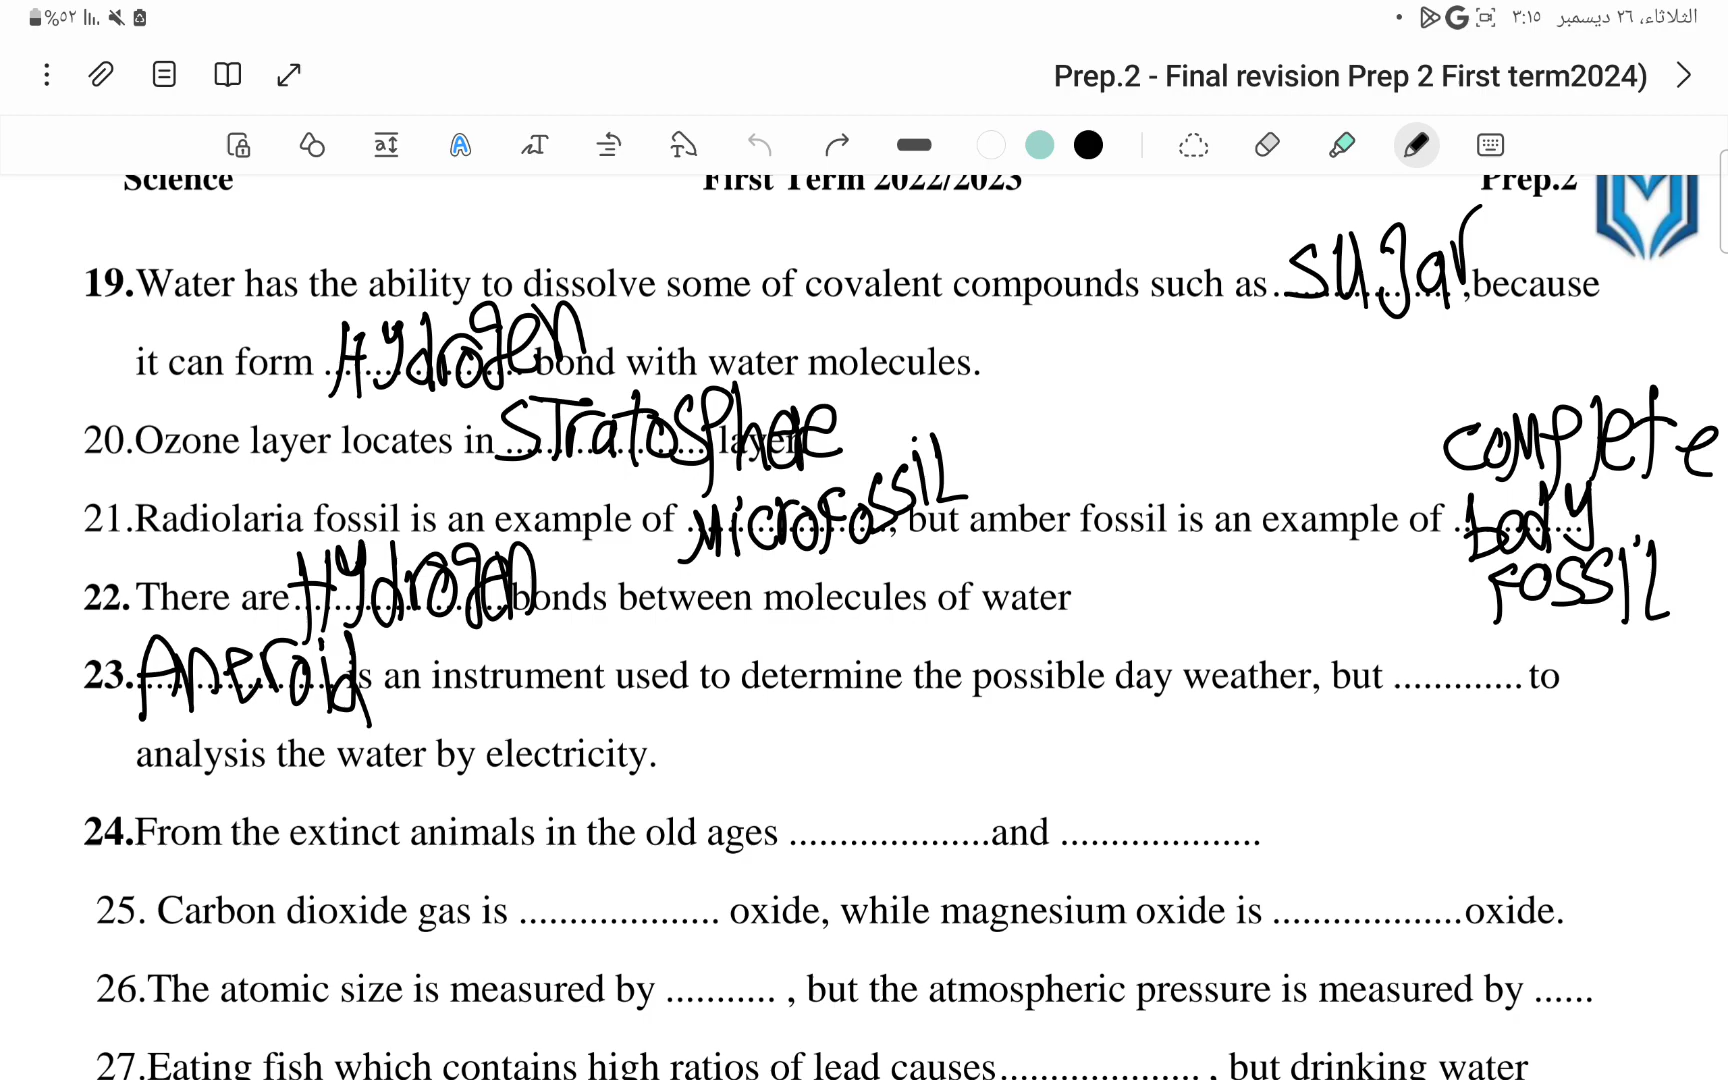 %٥٢ الثلاثاء، ٢٦ ديسمبر ٣:١٥
Prep.2 - Final revision Prep 2 First term2024)
Science First Term 2022/2023 Prep.2
19.Water has the ability to dissolve some of covalent compounds such as sugar ,because
it can form Hydrogen bond with water molecules.
20.Ozone layer locates in STratosphere layer
21.Radiolaria fossil is an example of Microfossil, but amber fossil is an example of complete body fossil
22. There are Hydrogen bonds between molecules of water
23. Aneroid is an instrument used to determine the possible day weather, but ............. to
analysis the water by electricity.
24.From the extinct animals in the old ages ....................and ....................
25. Carbon dioxide gas is .................... oxide, while magnesium oxide is ...................oxide.
26.The atomic size is measured by ........... , but the atmospheric pressure is measured by ......
27.Eating fish which contains high ratios of lead causes.................... , but drinking water